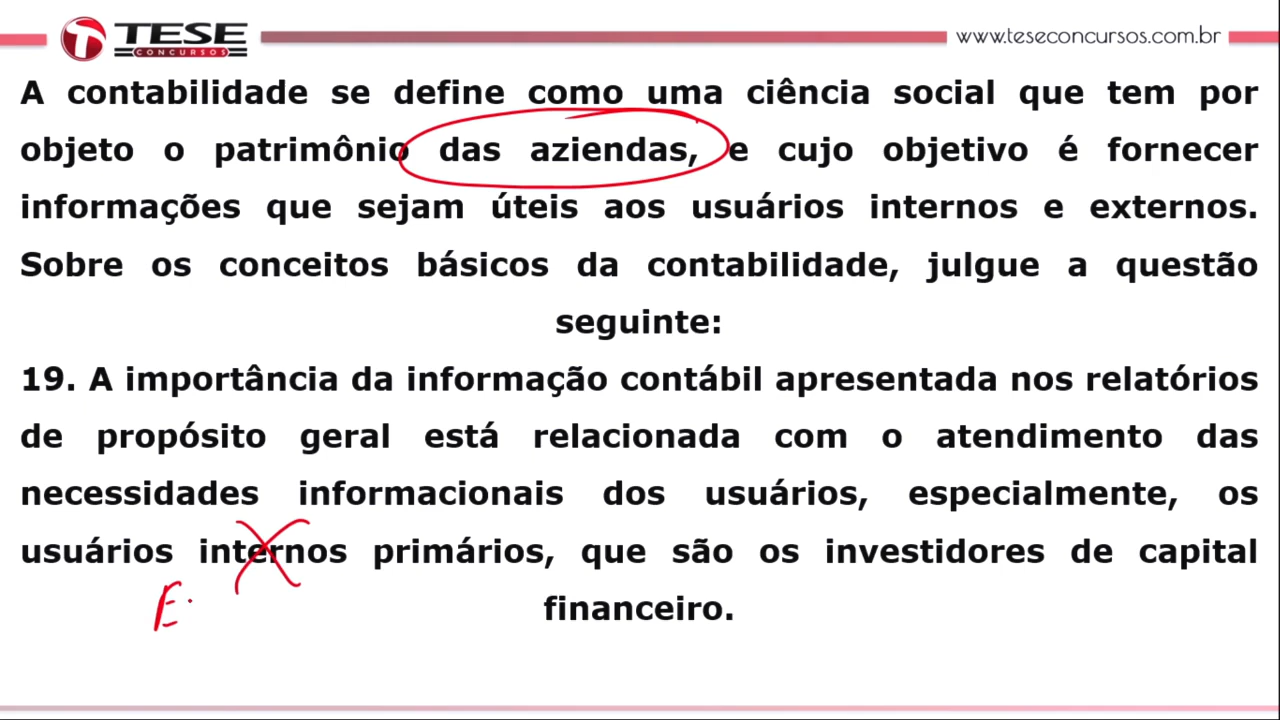 TESE
CONCURSOS
www.teseconcursos.com.br
A contabilidade se define como uma ciência social que tem por
objeto o patrimônio das aziendas, e cujo objetivo é fornecer
informações que sejam úteis aos usuários internos e externos.
Sobre os conceitos básicos da contabilidade, julgue a questão
seguinte:
19. A importância da informação contábil apresentada nos relatórios
de propósito geral está relacionada com o atendimento das
necessidades informacionais dos usuários, especialmente, os
usuários internos primários, que são os investidores de capital
E.
financeiro.